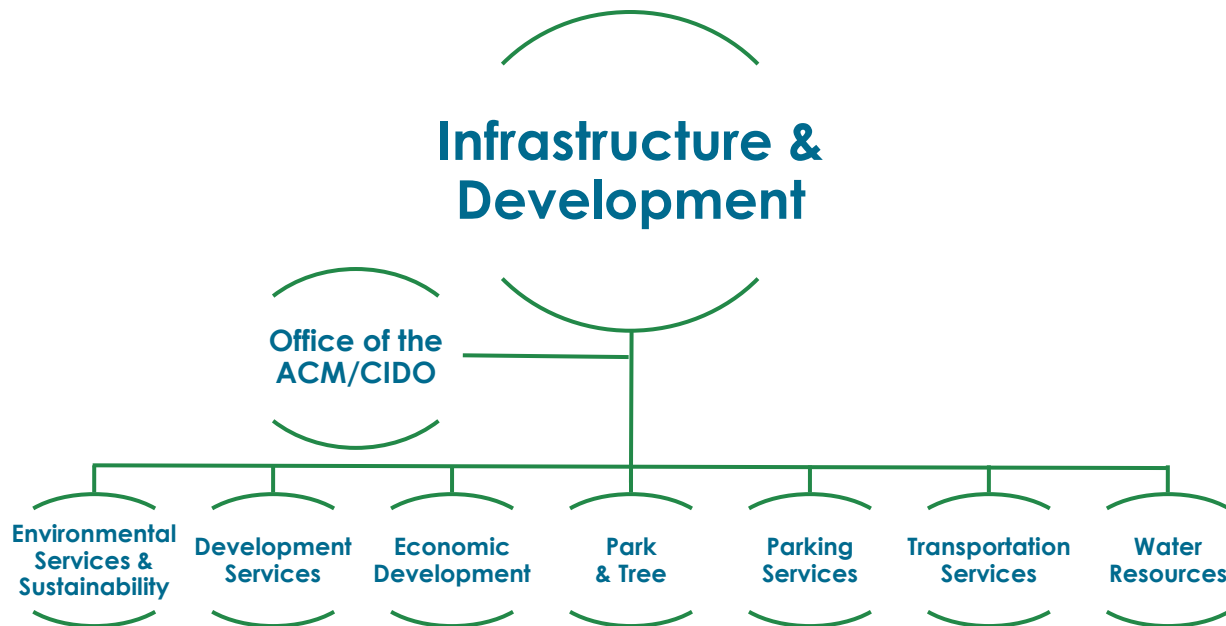 Infrastructure &
Development
Office of the
ACM/CIDO
Environmental
Services &
Sustainability
Development
Services
Economic
Development
Park
& Tree
Parking
Services
Transportation
Services
Water
Resources